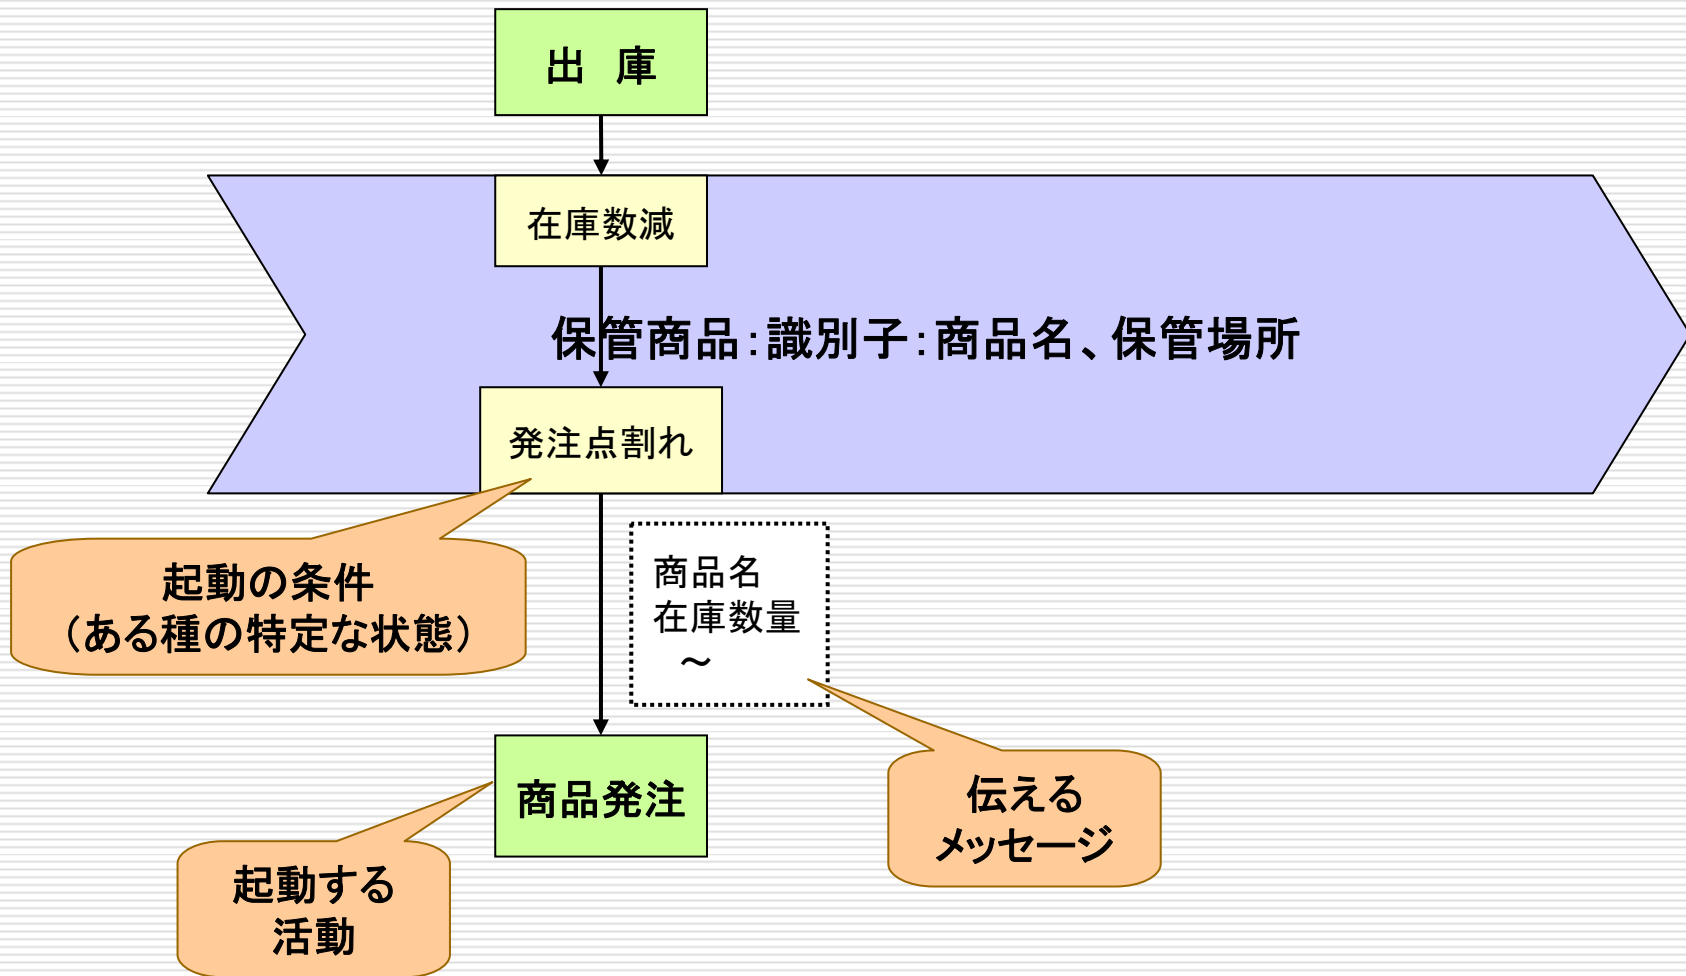 出　庫
在庫数減
保管商品：識別子：商品名、保管場所
発注点割れ
起動の条件
（ある種の特定な状態）
商品名
在庫数量
～
商品発注
伝える
メッセージ
起動する
活動